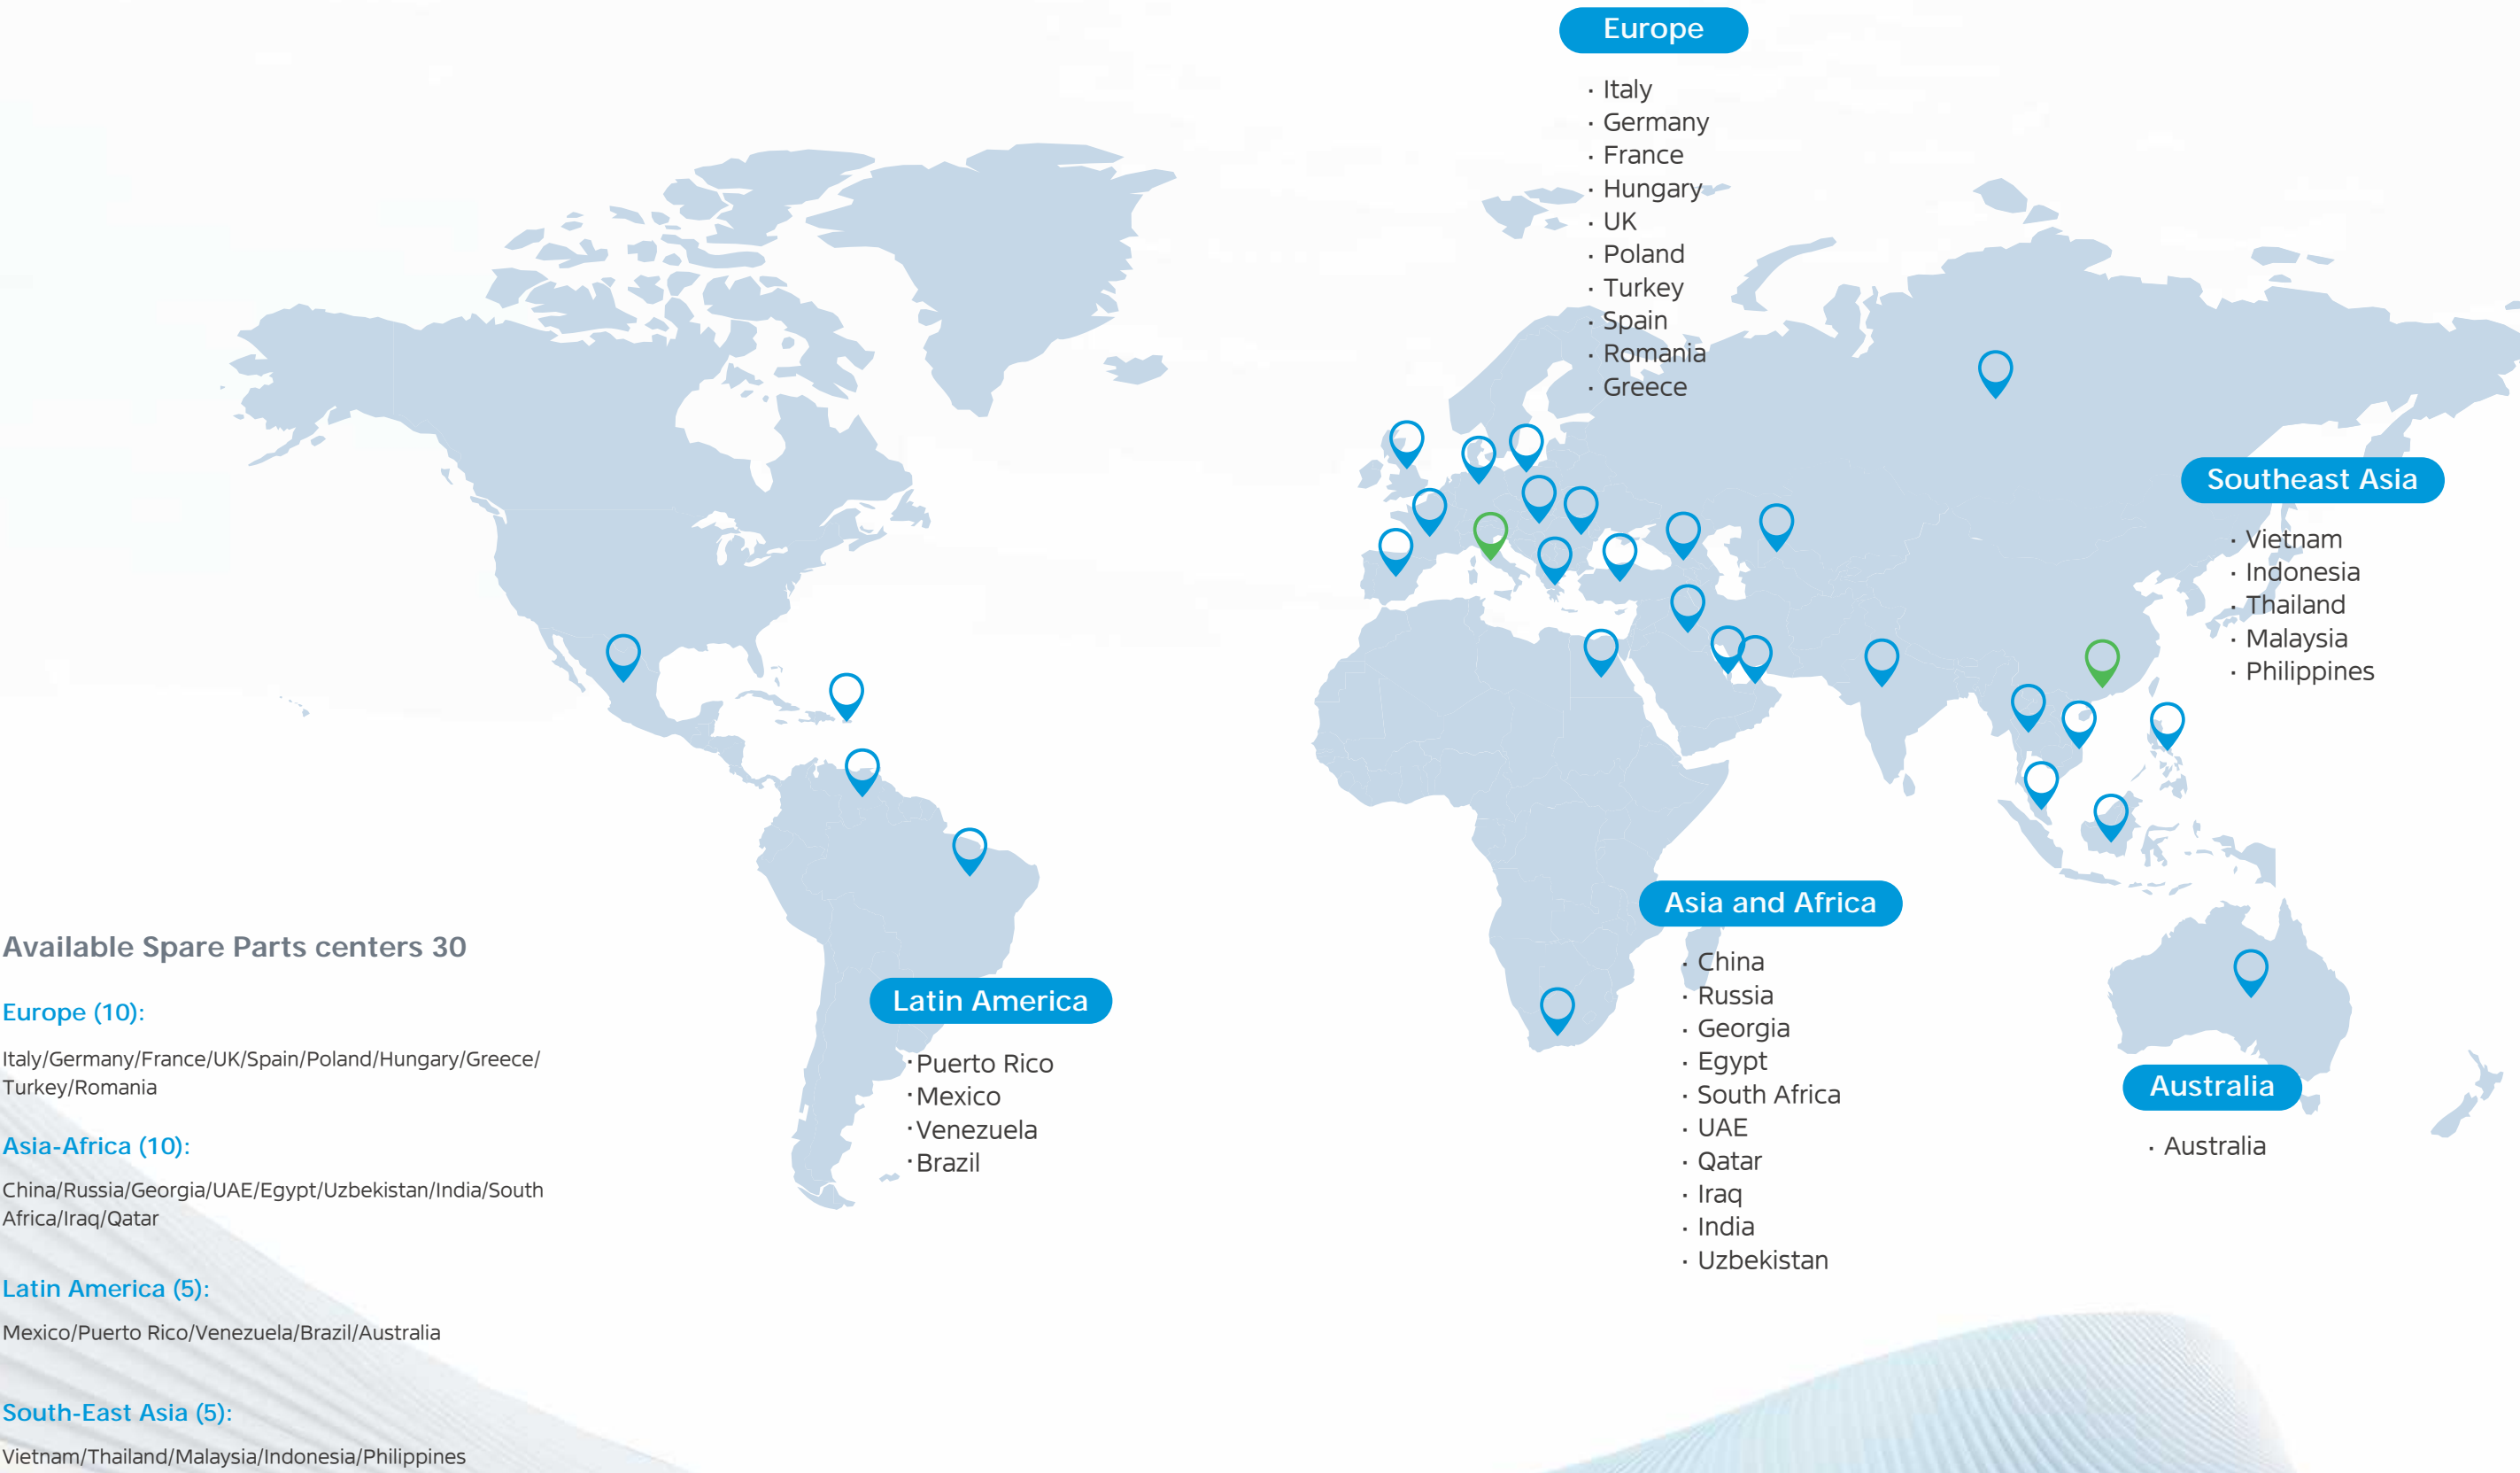 Europe
· Italy
· Germany
· France
· Hungary
· UK
· Poland
· Turkey
· Spain
· Romania
· Greece
Southeast Asia
· Vietnam
· Indonesia
· Thailand
· Malaysia
· Philippines
Asia and Africa
· China
· Russia
· Georgia
· Egypt
· South Africa
· UAE
· Qatar
· Iraq
· India
· Uzbekistan
Australia
· Australia
Latin America
·Puerto Rico
·Mexico
·Venezuela
·Brazil
Available Spare Parts centers 30
Europe (10):
Italy/Germany/France/UK/Spain/Poland/Hungary/Greece/
Turkey/Romania
Asia-Africa (10):
China/Russia/Georgia/UAE/Egypt/Uzbekistan/India/South
Africa/Iraq/Qatar
Latin America (5):
Mexico/Puerto Rico/Venezuela/Brazil/Australia
South-East Asia (5):
Vietnam/Thailand/Malaysia/Indonesia/Philippines